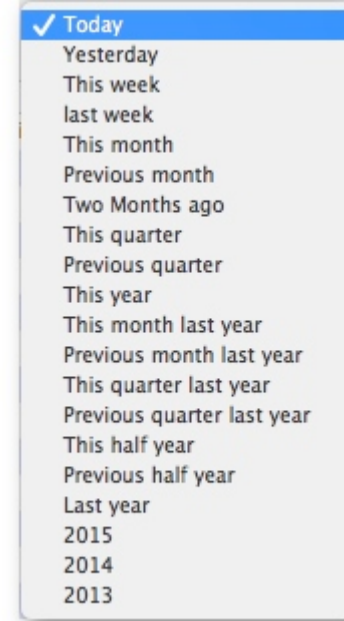 Today
Yesterday
This week
last week
This month
Previous month
Two Months ago
This quarter
Previous quarter
This year
This month last year
Previous month last year
This quarter last year
Previous quarter last year
This half year
Previous half year
Last year
2015
2014
2013